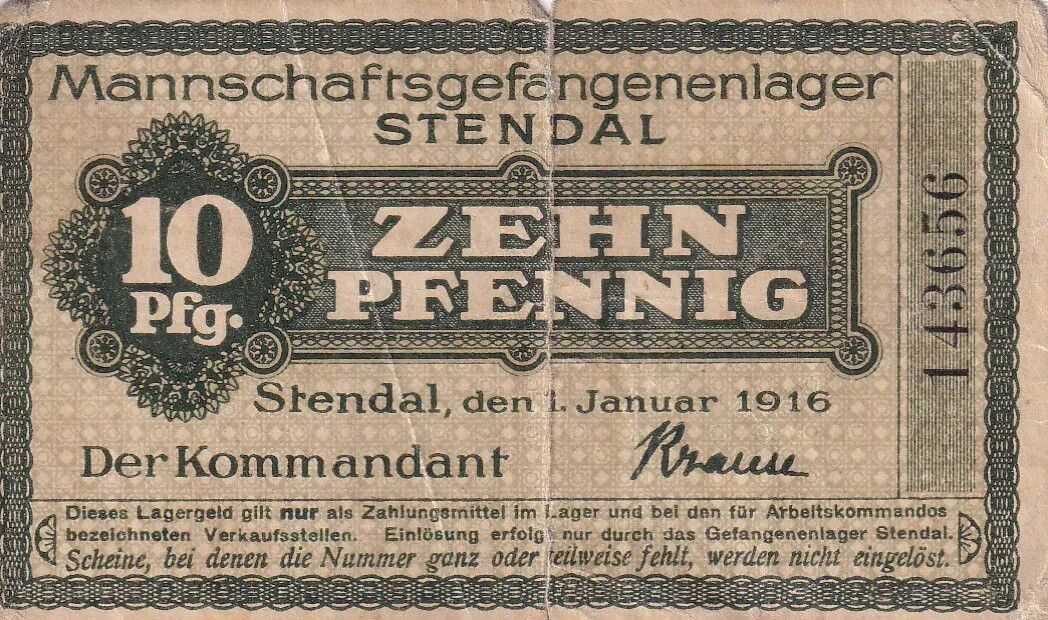 Mannschaftsgefangenenlager
STENDAL
10
Pfg.
ZEHN
PFENNIG
143656
Stendal, den 1. Januar 1916
Der Kommandant
Krause
Dieses Lagergeld gilt nur als Zahlungsmittel im Lager und bei den für Arbeitskommandos
bezeichneten Verkaufsstellen. Einlösung erfolgt nur durch das Gefangenenlager Stendal.
Scheine, bei denen die Nummer ganz oder teilweise fehlt, werden nicht eingelöst.